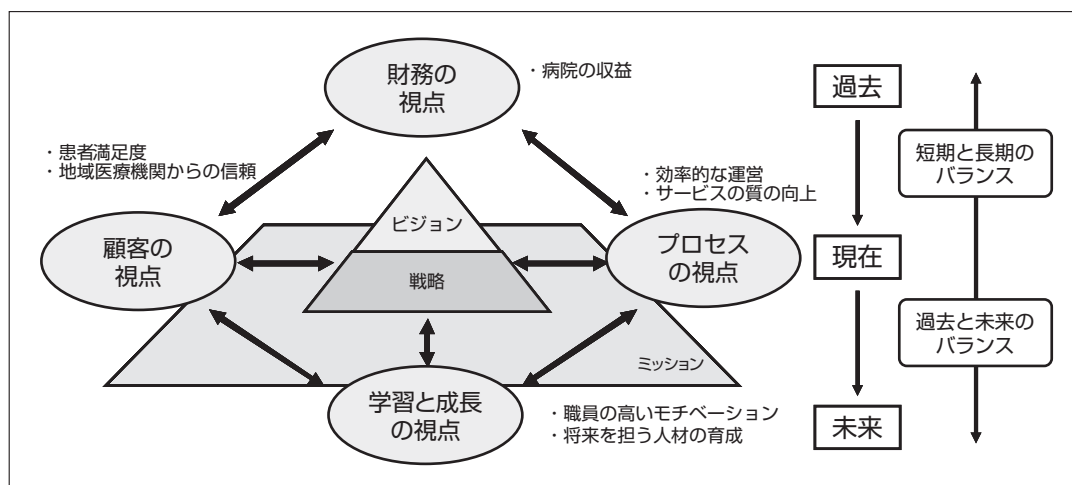 財務の
視点
・病院の収益
・患者満足度
・地域医療機関からの信頼
・効率的な運営
・サービスの質の向上
顧客の
視点
ビジョン
戦略
プロセス
の視点
ミッション
学習と成長
の視点
・職員の高いモチベーション
・将来を担う人材の育成
過去
現在
未来
短期と長期の
バランス
過去と未来の
バランス